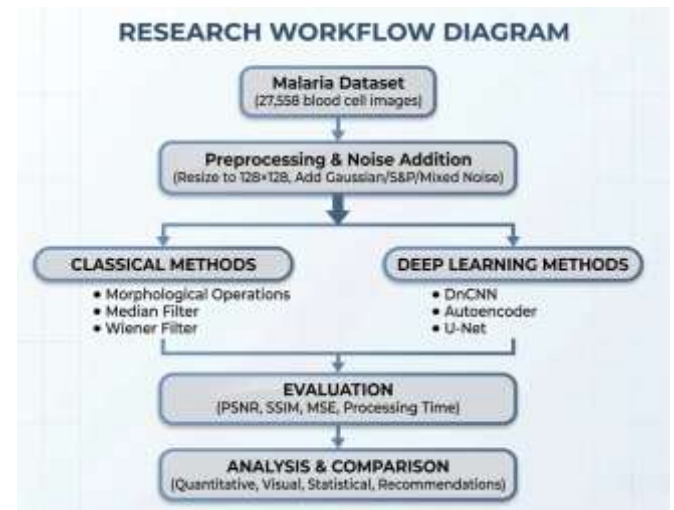 RESEARCH WORKFLOW DIAGRAM
Malaria Dataset
(27,558 blood cell images)
Preprocessing & Noise Addition
(Resize to 128×128, Add Gaussian/S&P/Mixed Noise)
CLASSICAL METHODS
• Morphological Operations
• Median Filter
• Wiener Filter
DEEP LEARNING METHODS
• DnCNN
• Autoencoder
• U-Net
EVALUATION
(PSNR, SSIM, MSE, Processing Time)
ANALYSIS & COMPARISON
(Quantitative, Visual, Statistical, Recommendations)